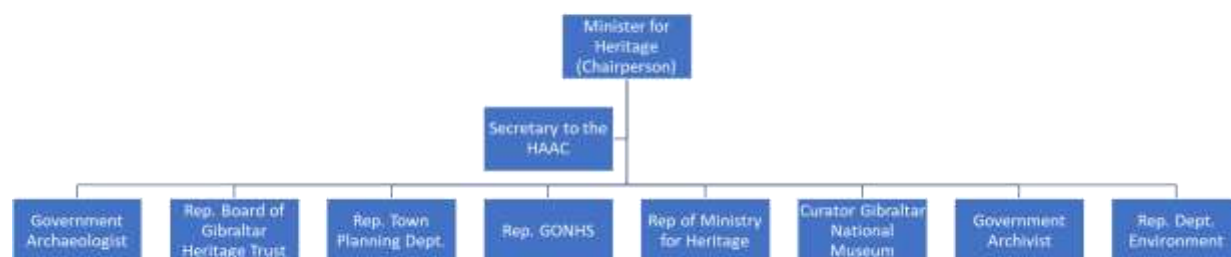 Minister for
Heritage
(Chairperson)
Secretary to the
HAAC
Government
Archaeologist
Rep. Board of
Gibraltar
Heritage Trust
Rep. Town
Planning Dept.
Rep. GONHS
Rep of Ministry
for Heritage
Curator Gibraltar
National
Museum
Government
Archivist
Rep. Dept.
Environment